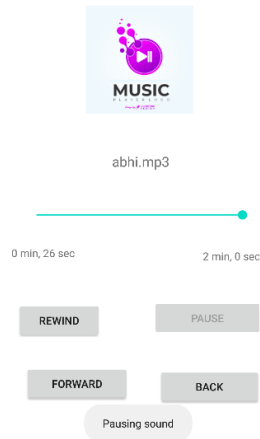 MUSIC
PLAYER LOGO
abhi.mp3
0 min, 26 sec
2 min, 0 sec
REWIND
PAUSE
FORWARD
BACK
Pausing sound